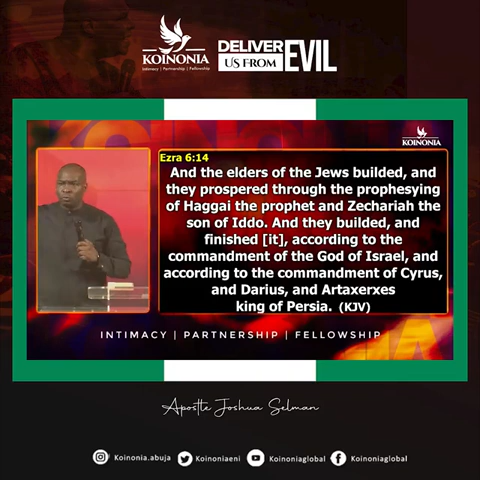 KOINONIA
Intimacy | Partnership | Fellowship
DELIVER
US FROM
EVIL
KOINONIA
Ezra 6:14
And the elders of the Jews builded, and
they prospered through the prophesying
of Haggai the prophet and Zechariah the
son of Iddo. And they builded, and
finished [it], according to the
commandment of the God of Israel, and
according to the commandment of Cyrus,
and Darius, and Artaxerxes
king of Persia. (KJV)
INTIMACY | PARTNERSHIP | FELLOWSHIP
Apostle Joshua Selman
Koinonia.abuja Koinoniaeni Koinoniaglobal Koinoniaglobal